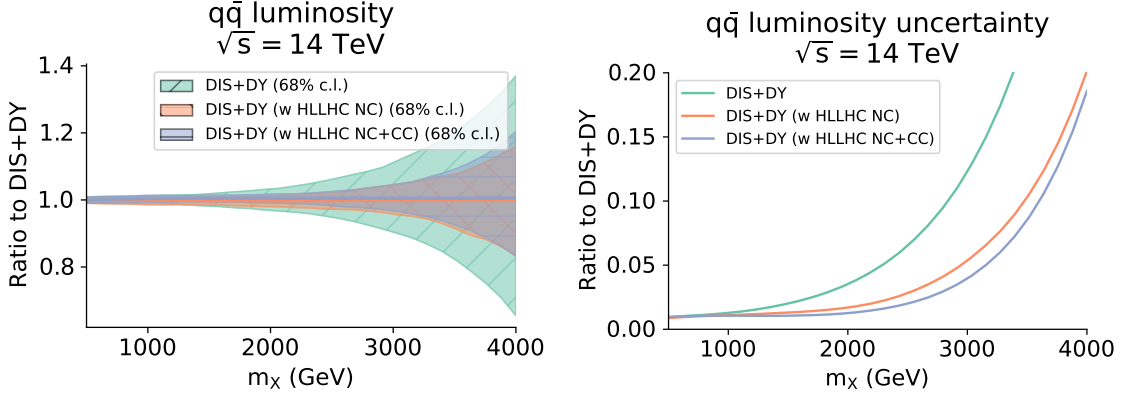 qq̄ luminosity
√s = 14 TeV
Ratio to DIS+DY
1.4
1.2
1.0
0.8
DIS+DY (68% c.l.)
DIS+DY (w HLLHC NC) (68% c.l.)
DIS+DY (w HLLHC NC+CC) (68% c.l.)
1000 2000 3000 4000
m_X (GeV)
qq̄ luminosity uncertainty
√s = 14 TeV
Ratio to DIS+DY
0.20
0.15
0.10
0.05
0.00
DIS+DY
DIS+DY (w HLLHC NC)
DIS+DY (w HLLHC NC+CC)
1000 2000 3000 4000
m_X (GeV)